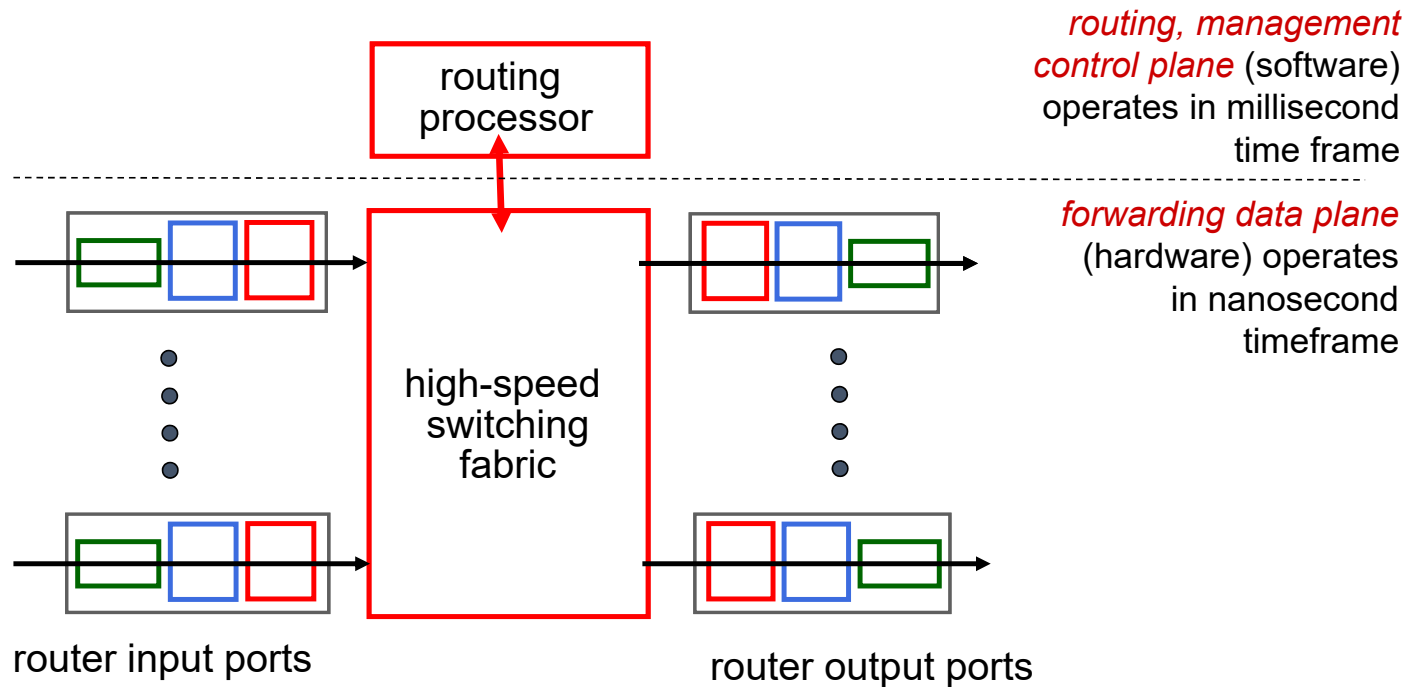 routing, management
control plane (software)
operates in millisecond
time frame
routing
processor
forwarding data plane
(hardware) operates
in nanosecond
timeframe
high-speed
switching
fabric
router input ports
router output ports